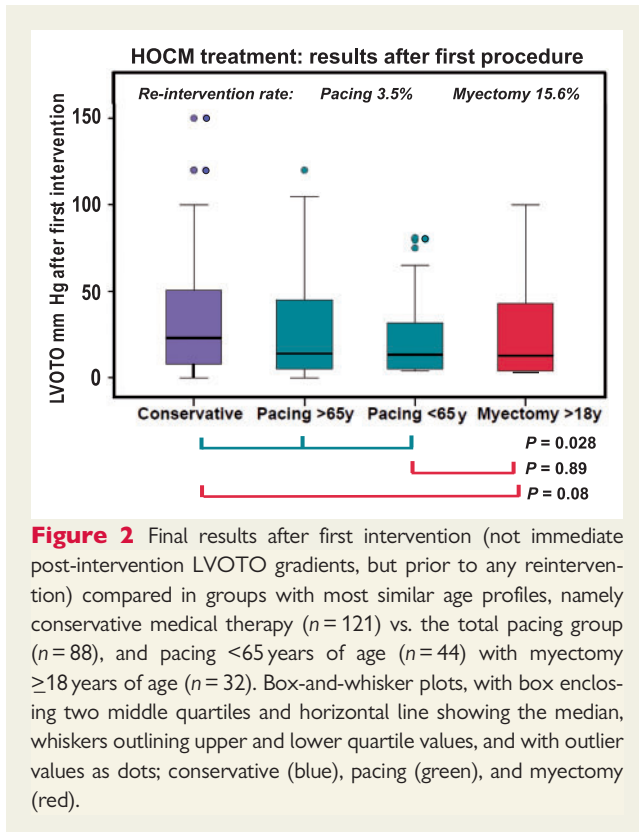 HOCM treatment: results after first procedure
Re-intervention rate: Pacing 3.5% Myectomy 15.6%
LVOTO mm Hg after first intervention
150
100
50
0
Conservative Pacing >65y Pacing <65y Myectomy >18y
P = 0.028
P = 0.89
P = 0.08
Figure 2 Final results after first intervention (not immediate
post-intervention LVOTO gradients, but prior to any reinterven-
tion) compared in groups with most similar age profiles, namely
conservative medical therapy (n = 121) vs. the total pacing group
(n = 88), and pacing <65 years of age (n = 44) with myectomy
≥18 years of age (n = 32). Box-and-whisker plots, with box enclos-
ing two middle quartiles and horizontal line showing the median,
whiskers outlining upper and lower quartile values, and with outlier
values as dots; conservative (blue), pacing (green), and myectomy
(red).